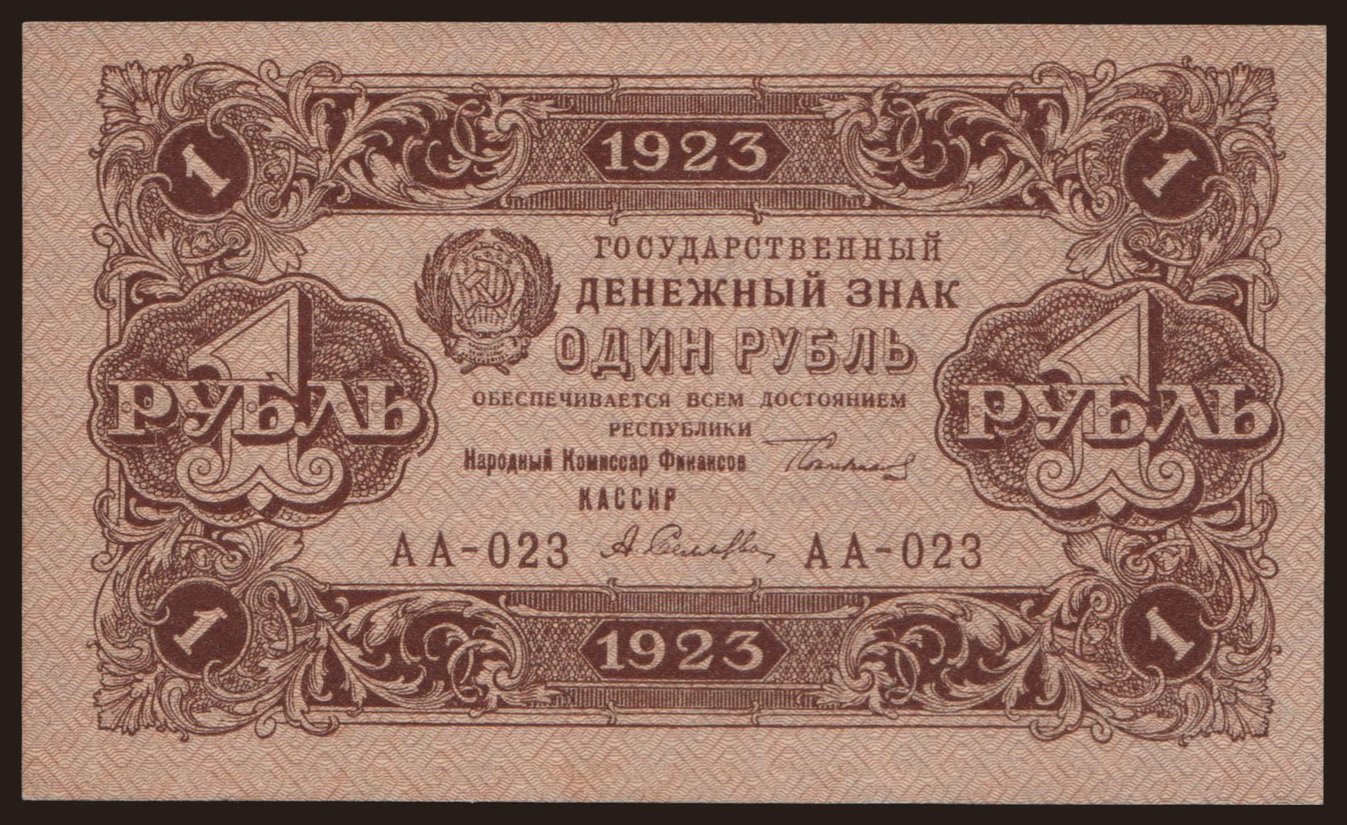 1 1923 1
ГОСУДАРСТВЕННЫЙ
ДЕНЕЖНЫЙ ЗНАК
ОДИН РУБЛЬ
1 РУБЛЬ
1 РУБЛЬ
ОБЕСПЕЧИВАЕТСЯ ВСЕМ ДОСТОЯНИЕМ
РЕСПУБЛИКИ
Народный Комиссар Финансов
КАССИР
АА-023 АА-023
1 1923 1